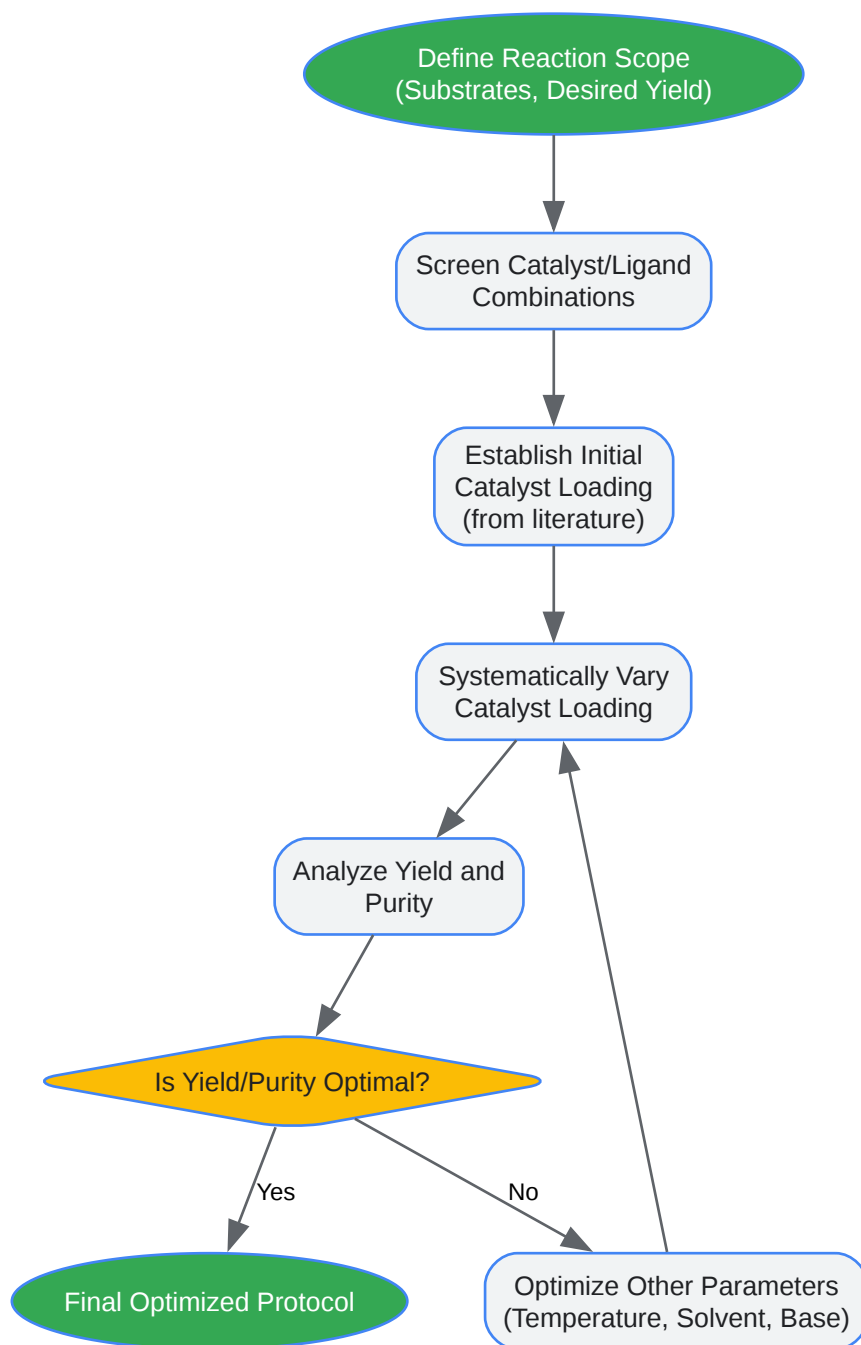 Define Reaction Scope
(Substrates, Desired Yield)
Screen Catalyst/Ligand
Combinations
Establish Initial
Catalyst Loading
(from literature)
Systematically Vary
Catalyst Loading
Analyze Yield and
Purity
Is Yield/Purity Optimal?
Yes
No
Final Optimized Protocol
Optimize Other Parameters
(Temperature, Solvent, Base)